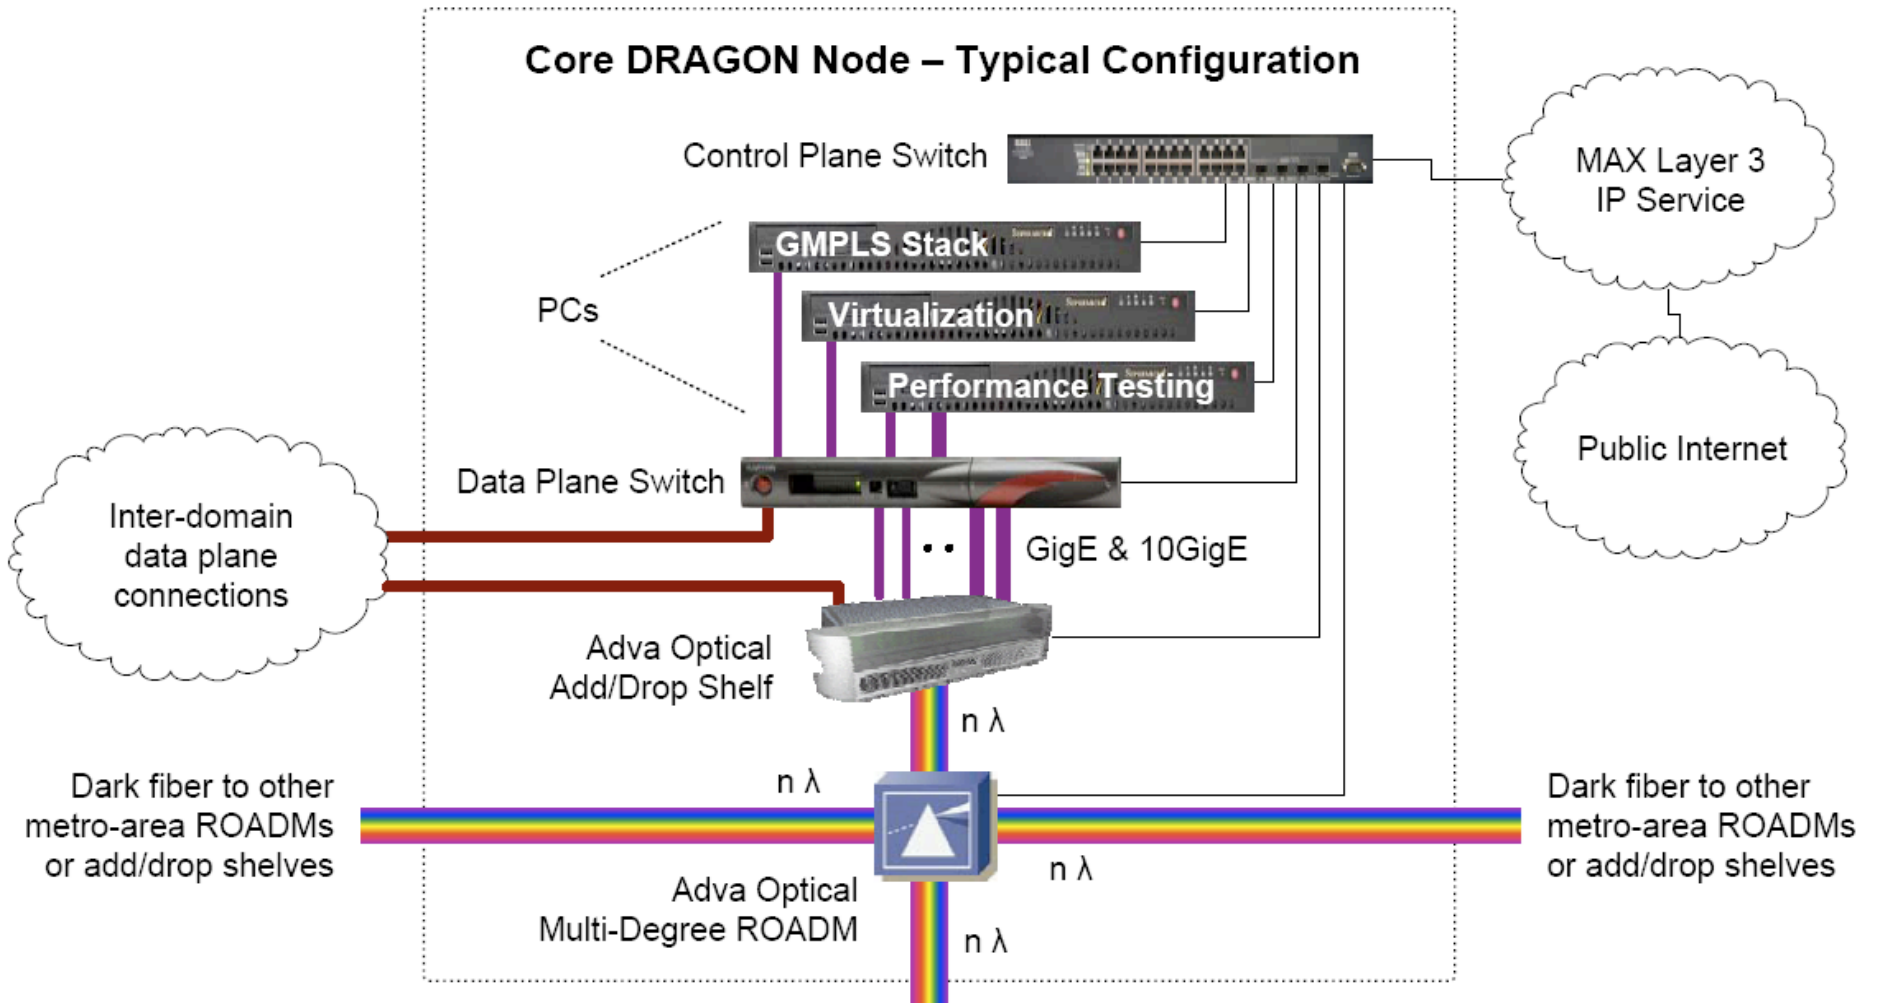 Core DRAGON Node – Typical Configuration
Control Plane Switch
MAX Layer 3
IP Service
GMPLS Stack
Virtualization
PCs
Performance Testing
Public Internet
Data Plane Switch
Inter-domain
data plane
connections
GigE & 10GigE
Adva Optical
Add/Drop Shelf
n λ
n λ
Dark fiber to other
metro-area ROADMs
or add/drop shelves
Dark fiber to other
metro-area ROADMs
or add/drop shelves
n λ
Adva Optical
Multi-Degree ROADM
n λ